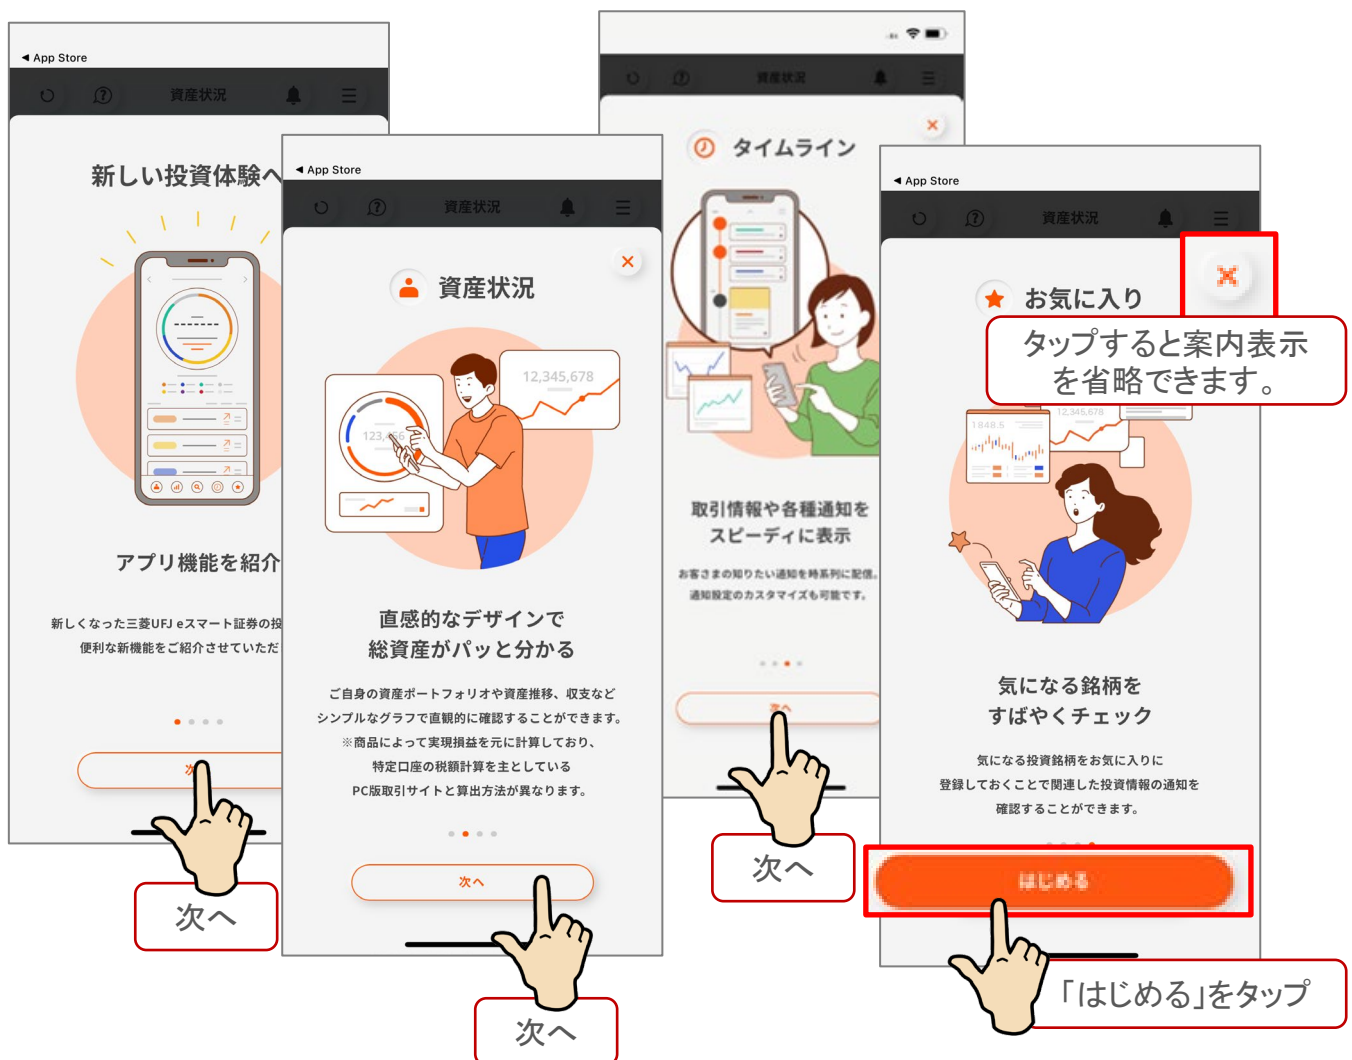 ◀ App Store
資産状況
新しい投資体験へ
アプリ機能を紹介
新しくなった三菱UFJ eスマート証券の投
便利な新機能をご紹介させていただ
次へ
◀ App Store
資産状況
資産状況
12,345,678
直感的なデザインで
総資産がパッと分かる
ご自身の資産ポートフォリオや資産推移、収支など
シンプルなグラフで直観的に確認することができます。
※商品によって実現損益を元に計算しており、
特定口座の税額計算を主としている
PC版取引サイトと算出方法が異なります。
次へ
次へ
資産状況
タイムライン
取引情報や各種通知を
スピーディに表示
お客さまの知りたい通知を時系列に配信。
通知設定のカスタマイズも可能です。
次へ
次へ
◀ App Store
資産状況
お気に入り
タップすると案内表示
を省略できます。
1848.5
12,345,678
気になる銘柄を
すばやくチェック
気になる投資銘柄をお気に入りに
登録しておくことで関連した投資情報の通知を
確認することができます。
はじめる
「はじめる」をタップ